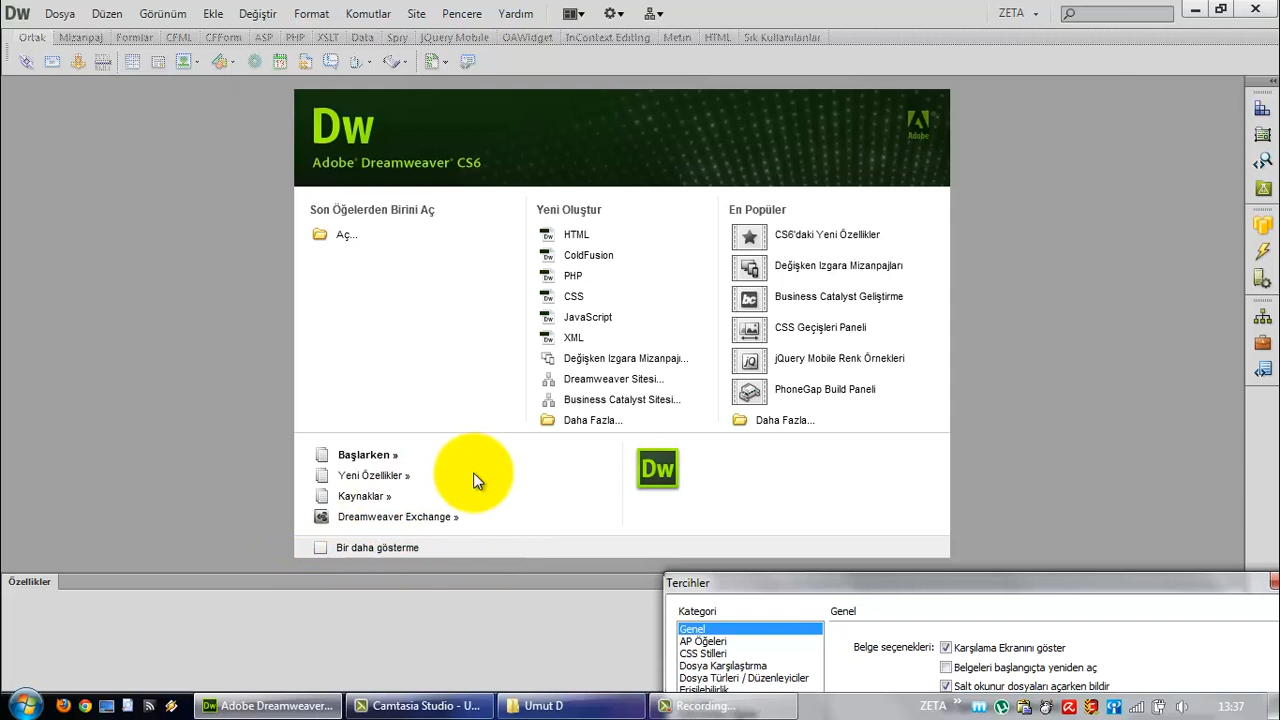 Dw Dosya Düzen Görünüm Ekle Değiştir Format Komutlar Site Pencere Yardım ZETA
Ortak Mizanpaj Formlar CFML CFForm ASP PHP XSLT Data Spry jQuery Mobile OAWidget InContext Editing Metin HTML Sık Kullanılanlar
Dw
Adobe
Adobe® Dreamweaver® CS6
Son Öğelerden Birini Aç
Aç...
Yeni Oluştur
HTML
ColdFusion
PHP
CSS
JavaScript
XML
Değişken Izgara Mizanpajı...
Dreamweaver Sitesi...
Business Catalyst Sitesi...
Daha Fazla...
En Popüler
CS6'daki Yeni Özellikler
Değişken Izgara Mizanpajları
Business Catalyst Geliştirme
CSS Geçişleri Paneli
jQuery Mobile Renk Örnekleri
PhoneGap Build Paneli
Daha Fazla...
Başlarken »
Yeni Özellikler »
Kaynaklar »
Dreamweaver Exchange »
Dw
Bir daha gösterme
Özellikler
Tercihler
Kategori
Genel
AP Öğeleri
CSS Stilleri
Dosya Karşılaştırma
Dosya Türleri / Düzenleyiciler
Erişilebilirlik
Genel
Belge seçenekleri: Karşılama Ekranını göster
Belgeleri başlangıçta yeniden aç
Salt okunur dosyaları açarken bildir
Adobe Dreamweaver... Camtasia Studio - U... Umut D Recording... ZETA 13:37